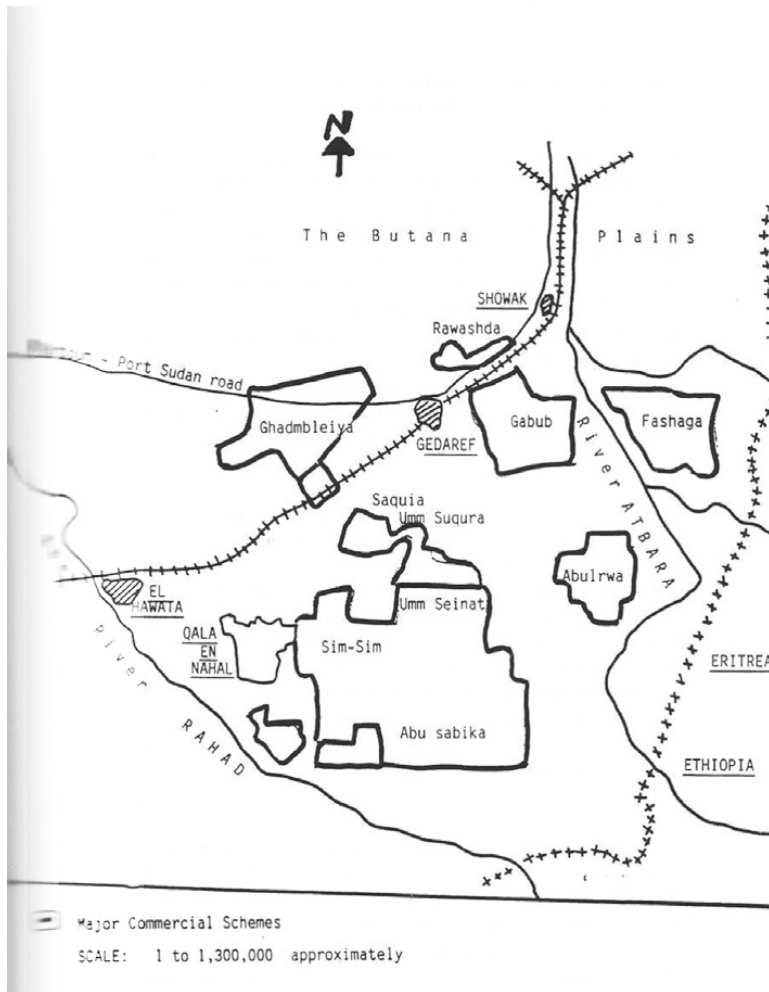 N
The Butana Plains
SHOWAK
Rawashda
- Port Sudan road
Ghadmbleiya
GEDAREF
Gabub
Fashaga
River ATBARA
Saquia
Umm Suqura
Abulrwa
EL
HAWATA
Umm Seinat
QALA
EN
NAHAL
Sim-Sim
River RAHAD
ERITREA
Abu sabika
ETHIOPIA
Major Commercial Schemes
SCALE: 1 to 1,300,000 approximately